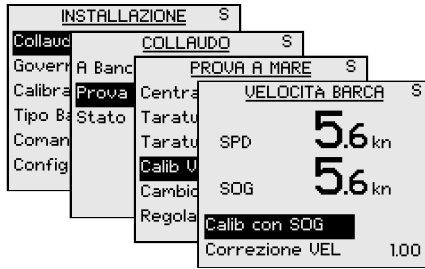 INSTALLAZIONE S
Collaud
Govern
Calibra
Tipo Ba
Coman
Config
COLLAUDO S
A Banc
Prova
Stato
PROVA A MARE S
Centra
Taratu
Taratu
Calib V
Cambio
Regola
VELOCITÀ BARCA S
SPD 5.6 kn
SOG 5.6 kn
Calib con SOG
Correzione VEL 1.00